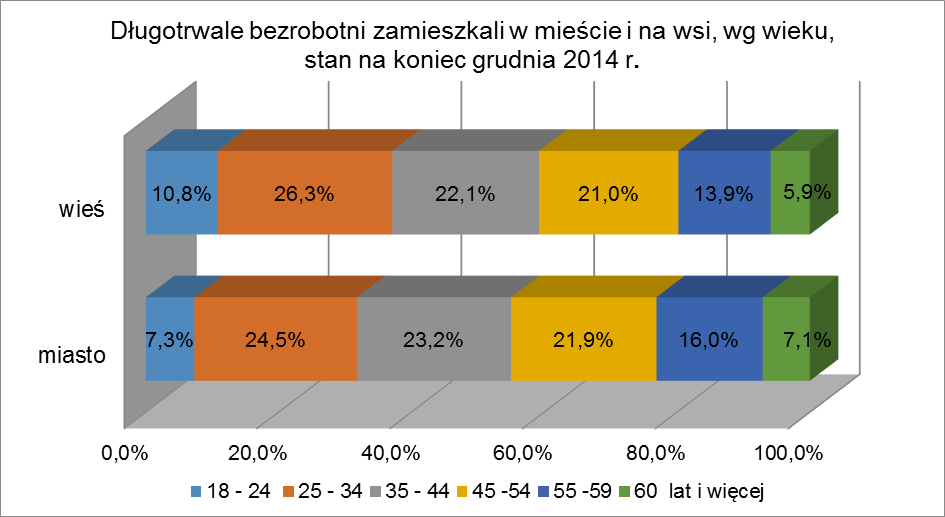 Długotrwale bezrobotni zamieszkali w mieście i na wsi, wg wieku,
stan na koniec grudnia 2014 r.
wieś
10,8% 26,3% 22,1% 21,0% 13,9% 5,9%
miasto
7,3% 24,5% 23,2% 21,9% 16,0% 7,1%
0,0% 20,0% 40,0% 60,0% 80,0% 100,0%
18 - 24 25 - 34 35 - 44 45 -54 55 -59 60 lat i więcej